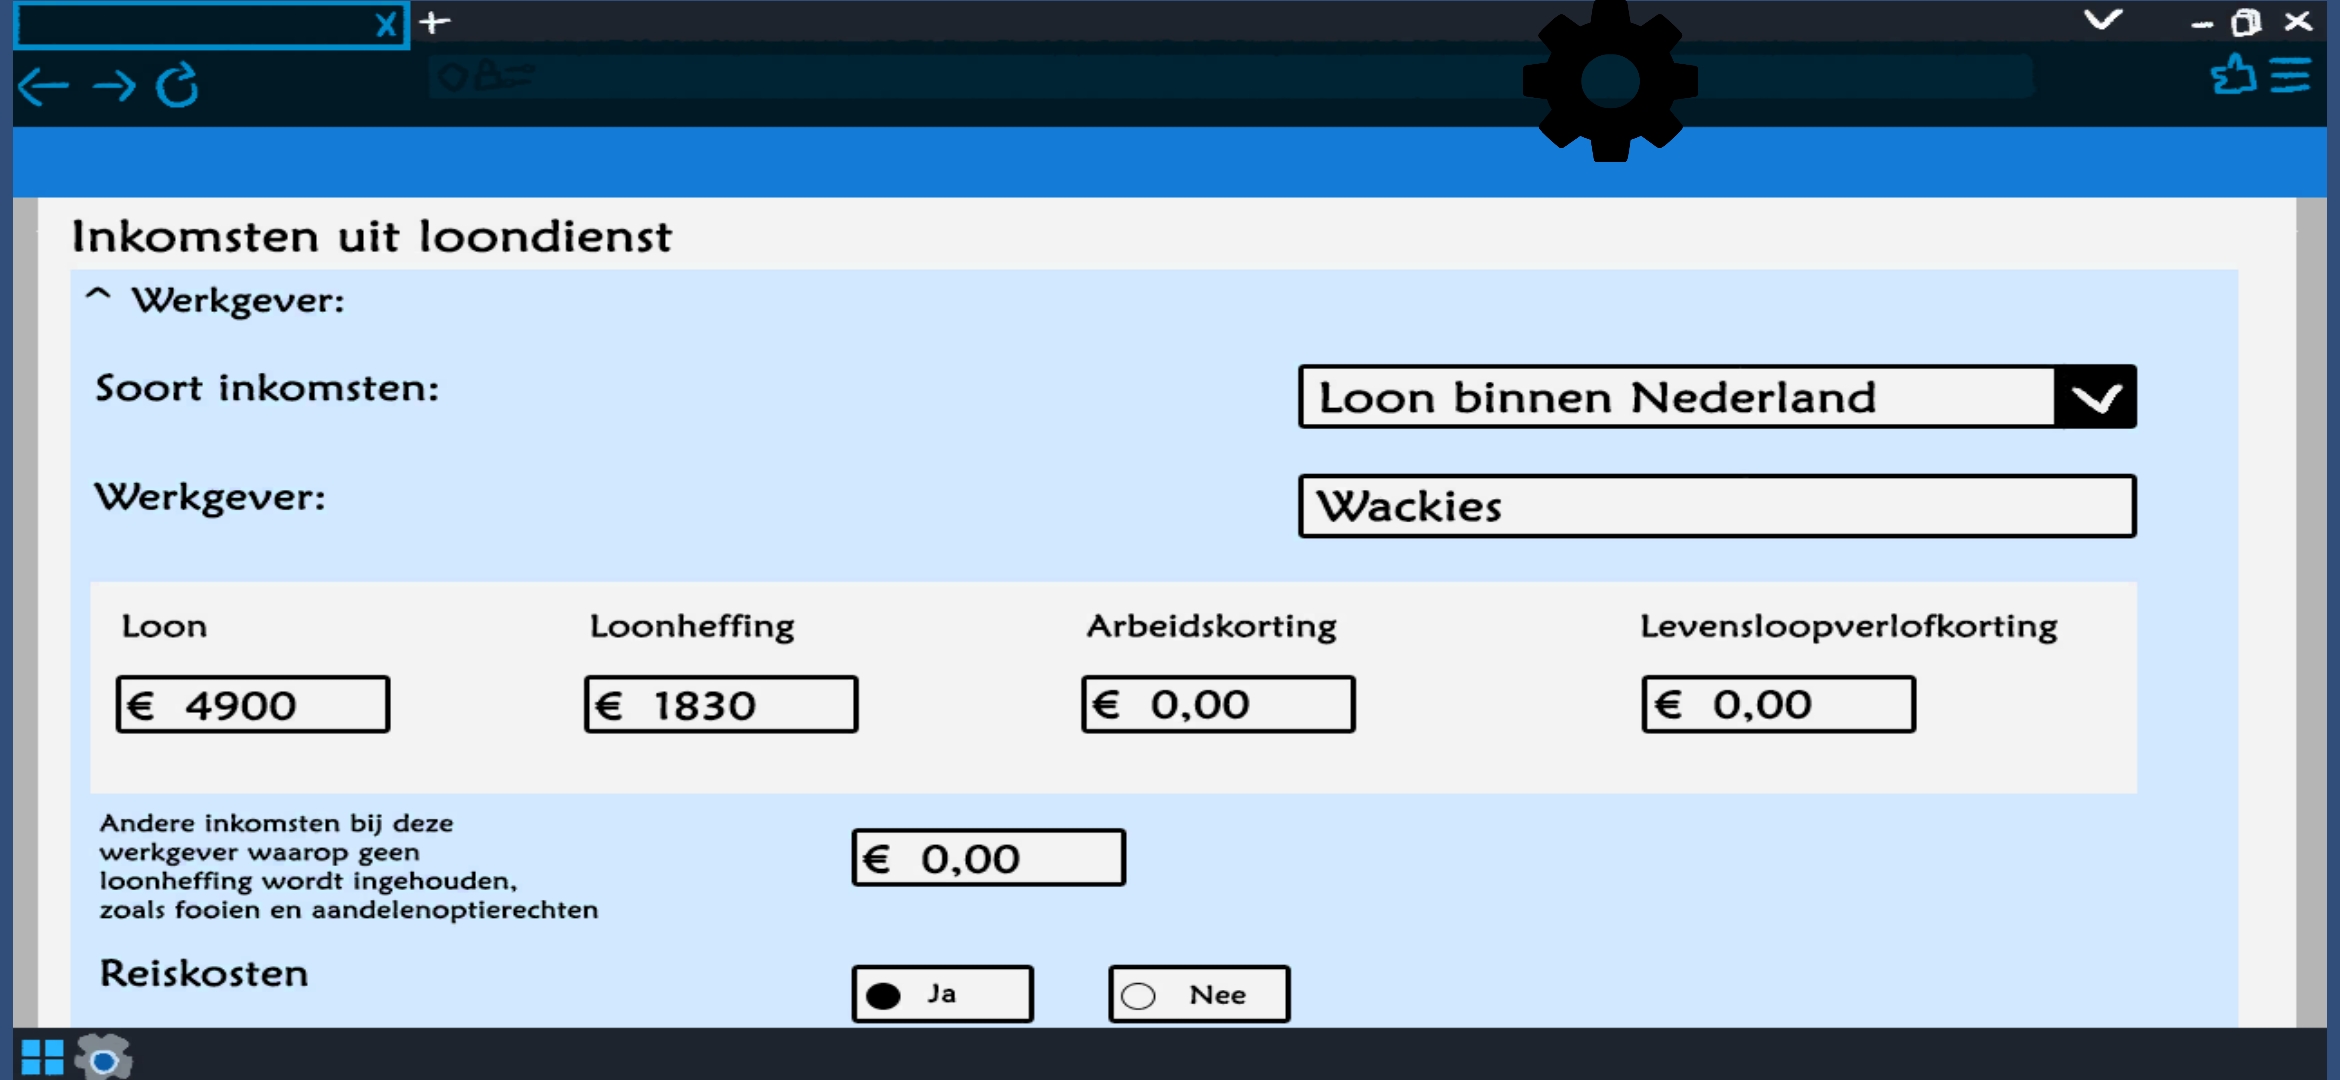 Inkomsten uit loondienst
^ Werkgever:
Soort inkomsten:
Loon binnen Nederland
Werkgever:
Wackies
Loon Loonheffing Arbeidskorting Levensloopverlofkorting
€ 4900 € 1830 € 0,00 € 0,00
Andere inkomsten bij deze
werkgever waarop geen
loonheffing wordt ingehouden,
zoals fooien en aandelenoptierechten
€ 0,00
Reiskosten
Ja Nee